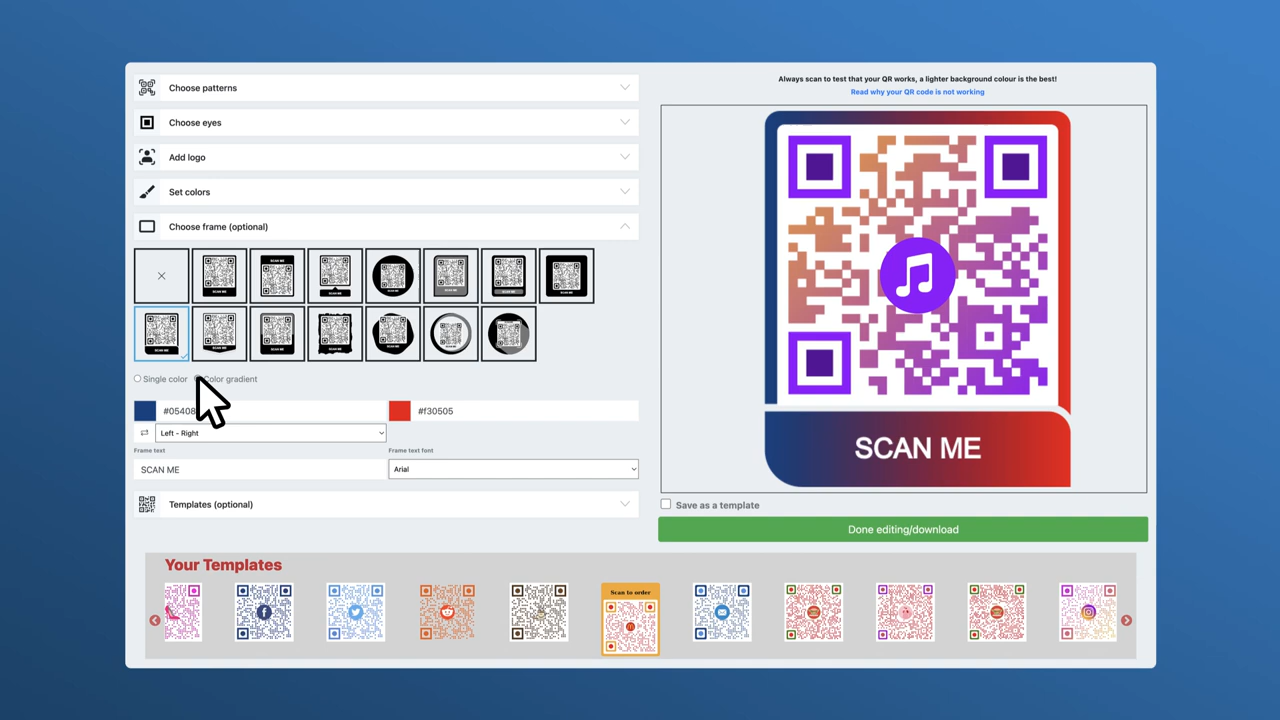 Choose patterns
Choose eyes
Add logo
Set colors
Choose frame (optional)
SCAN ME
Single color
Color gradient
#05408
#f30505
Left - Right
Frame text
Frame text font
SCAN ME
Arial
Templates (optional)
Always scan to test that your QR works, a lighter background colour is the best!
Read why your QR code is not working
SCAN ME
Save as a template
Done editing/download
Your Templates
Scan to order